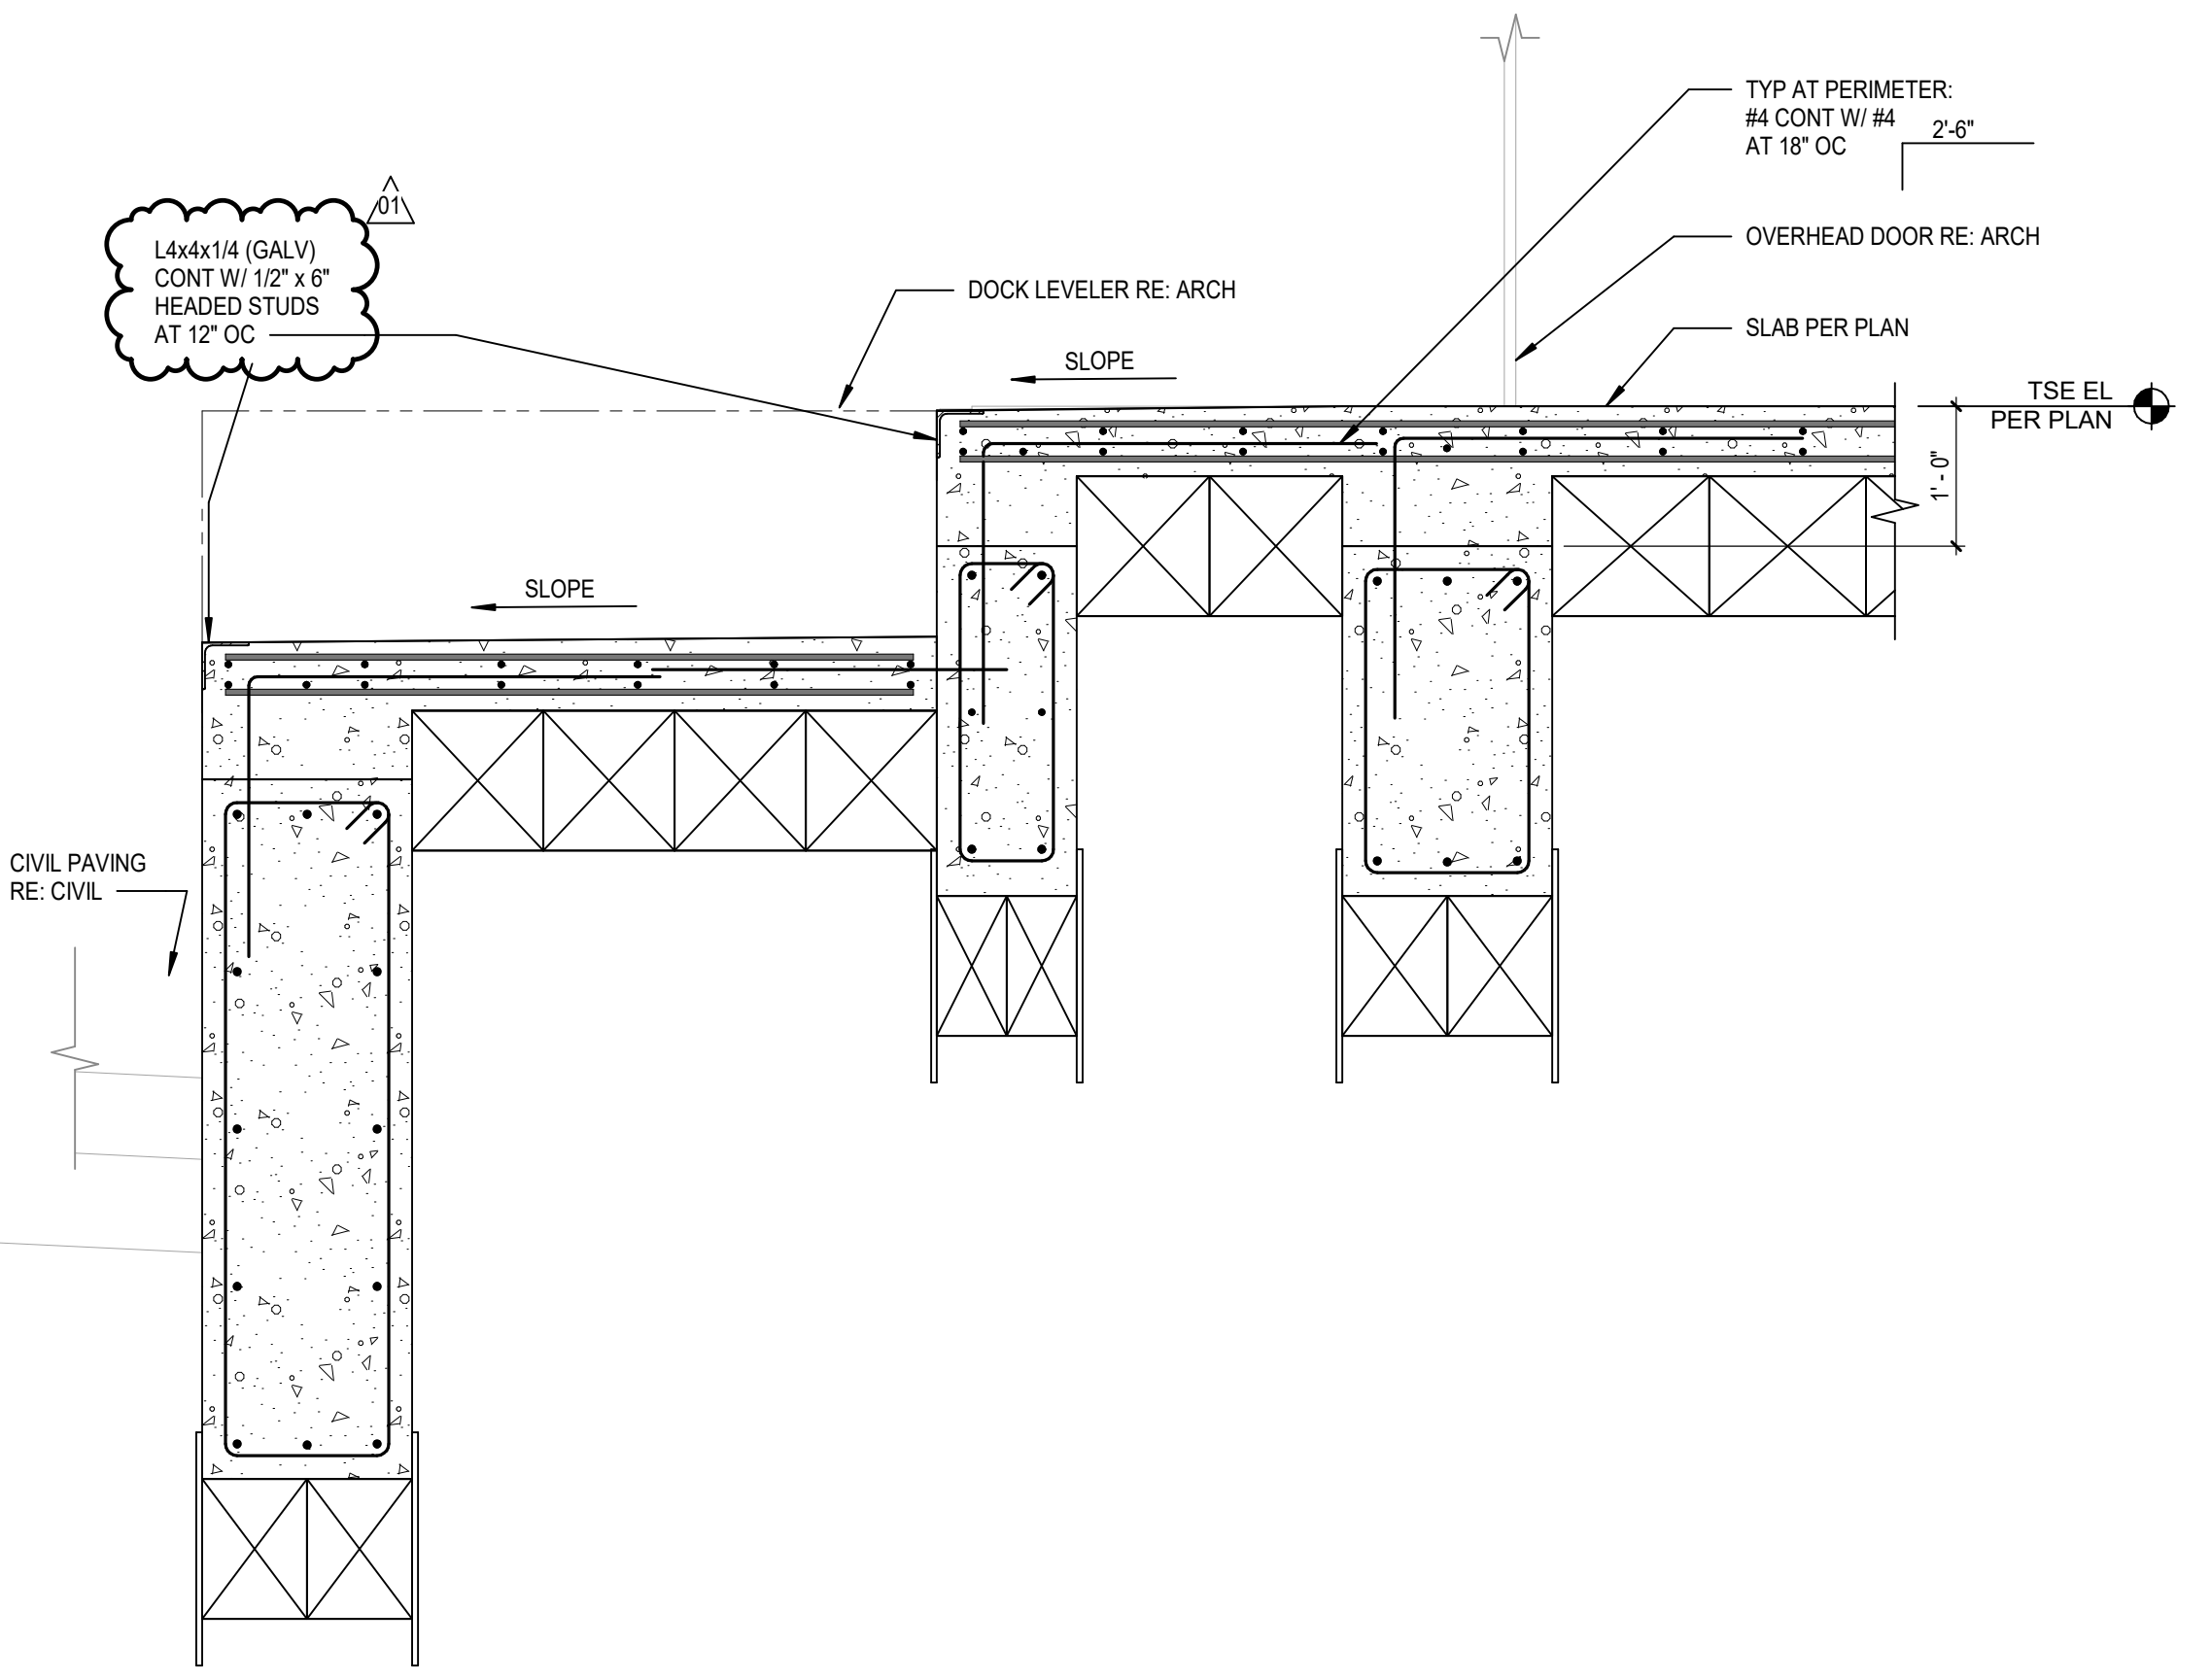 TYP AT PERIMETER:
#4 CONT W/ #4
AT 18" OC
2'-6"
01
L4x4x1/4 (GALV)
CONT W/ 1/2" x 6"
HEADED STUDS
AT 12" OC
OVERHEAD DOOR RE: ARCH
DOCK LEVELER RE: ARCH
SLAB PER PLAN
SLOPE
TSE EL
PER PLAN
1' - 0"
SLOPE
CIVIL PAVING
RE: CIVIL